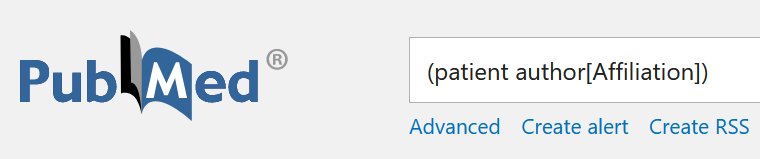 PubMed®
(patient author[Affiliation])
Advanced Create alert Create RSS